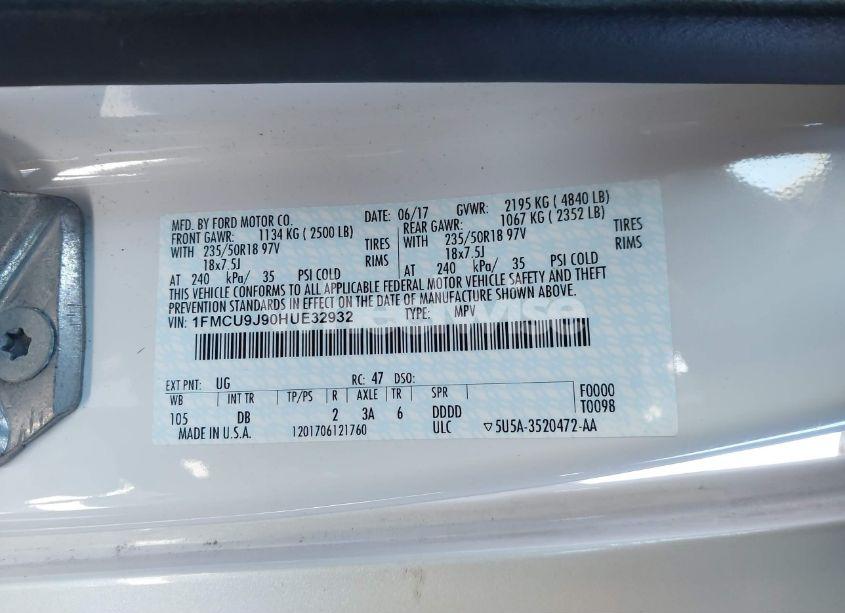 MFD. BY FORD MOTOR CO. DATE: 06/17 GVWR: 2195 KG ( 4840 LB)
FRONT GAWR: 1134 KG ( 2500 LB) REAR GAWR: 1067 KG ( 2352 LB)
WITH 235/50R18 97V TIRES WITH 235/50R18 97V TIRES
18x7.5J RIMS 18x7.5J RIMS
AT 240 kPa/ 35 PSI COLD AT 240 kPa/ 35 PSI COLD
THIS VEHICLE CONFORMS TO ALL APPLICABLE FEDERAL MOTOR VEHICLE SAFETY AND THEFT
PREVENTION STANDARDS IN EFFECT ON THE DATE OF MANUFACTURE SHOWN ABOVE.
VIN: 1FMCU9J90HUE32932 TYPE: MPV
EXT PNT: UG RC: 47 DSO:
WB INT TR TP/PS R AXLE TR SPR F0000
105 DB 2 3A 6 DDDD T0098
MADE IN U.S.A. 1201706121760 ULC ▽5U5A-3520472-AA